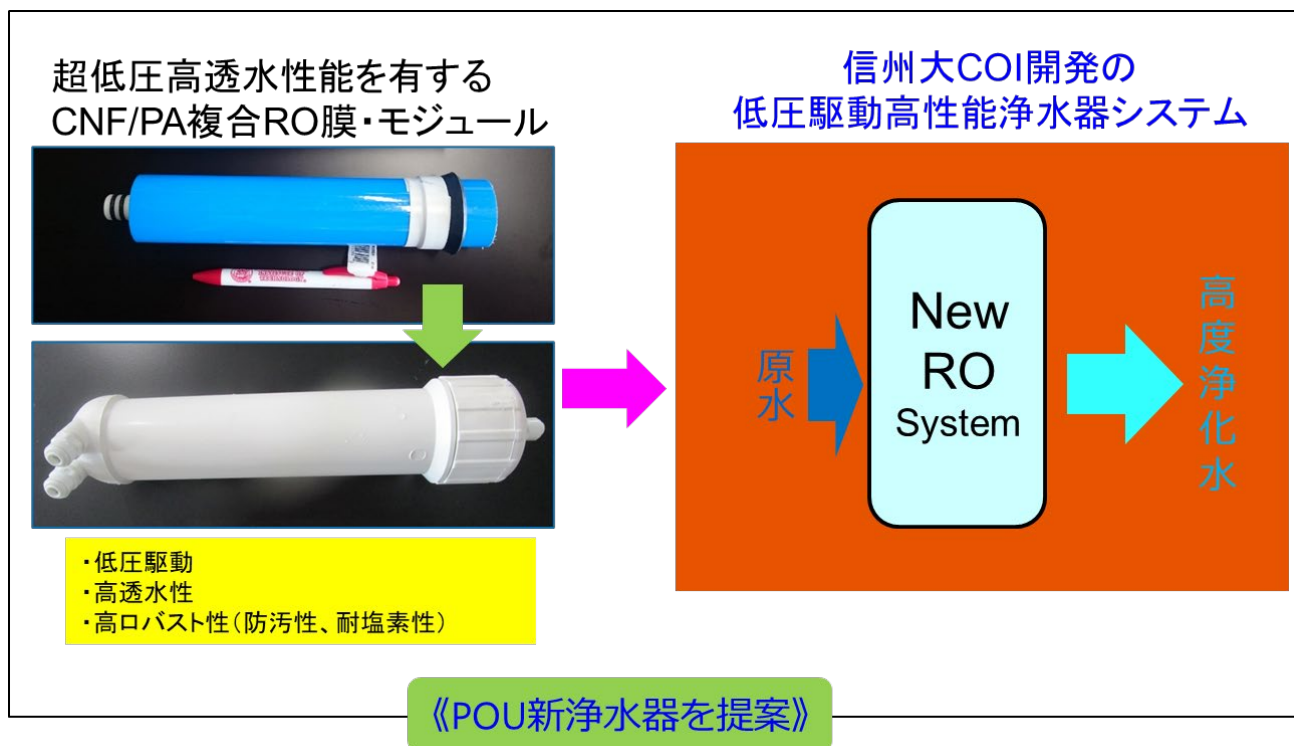 超低圧高透水性能を有する
CNF/PA複合RO膜・モジュール
・低圧駆動
・高透水性
・高ロバスト性(防汚性、耐塩素性)
信州大COI開発の
低圧駆動高性能浄水器システム
原水
New
RO
System
高度浄化水
《POU新浄水器を提案》